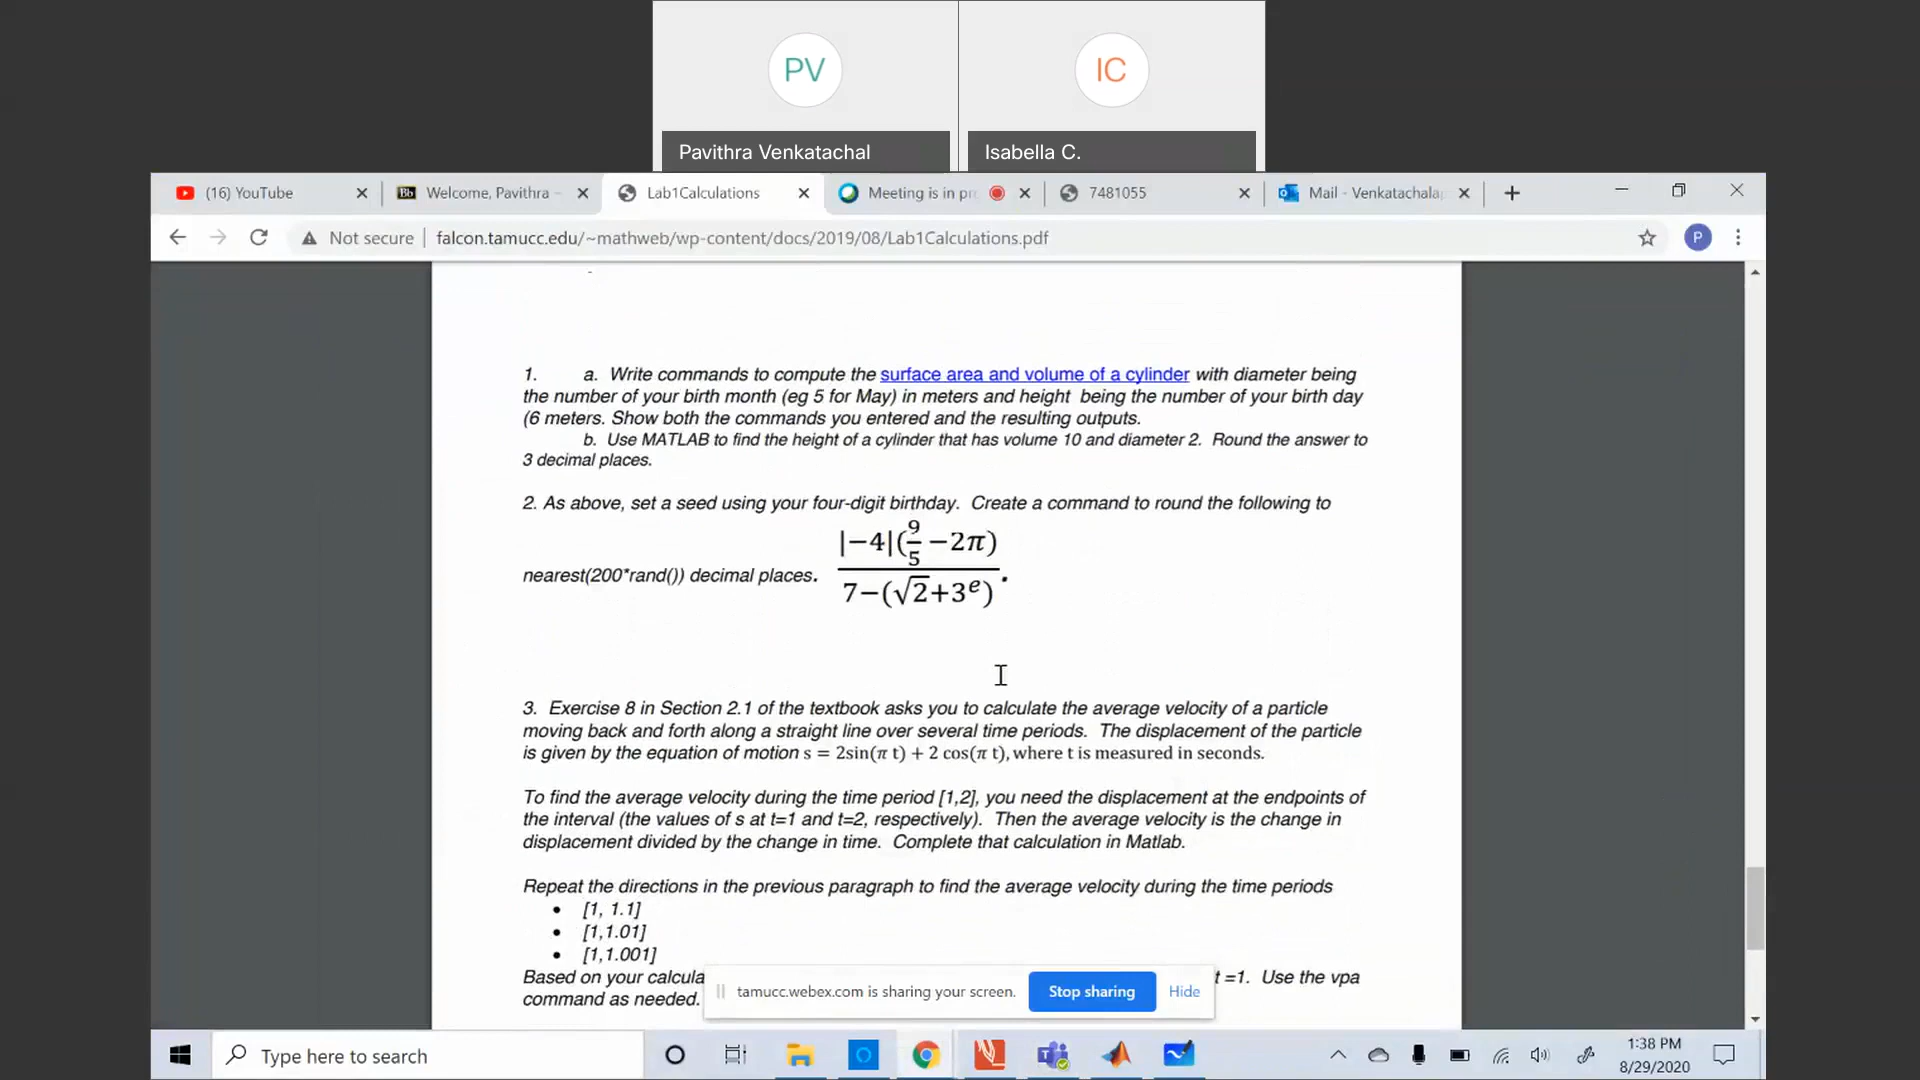 PV
IC
Pavithra Venkatachal
Isabella C.
(16) YouTube
Bb Welcome, Pavithra –
Lab1Calculations
Meeting is in pr
7481055
Mail - Venkatachala
Not secure falcon.tamucc.edu/~mathweb/wp-content/docs/2019/08/Lab1Calculations.pdf
P
1. a. Write commands to compute the surface area and volume of a cylinder with diameter being
the number of your birth month (eg 5 for May) in meters and height being the number of your birth day
(6 meters. Show both the commands you entered and the resulting outputs.
b. Use MATLAB to find the height of a cylinder that has volume 10 and diameter 2. Round the answer to
3 decimal places.
2. As above, set a seed using your four-digit birthday. Create a command to round the following to
nearest(200*rand()) decimal places. |−4|(9/5 −2π) / 7−(√2+3^e) .
3. Exercise 8 in Section 2.1 of the textbook asks you to calculate the average velocity of a particle
moving back and forth along a straight line over several time periods. The displacement of the particle
is given by the equation of motion s = 2sin(π t) + 2 cos(π t), where t is measured in seconds.
To find the average velocity during the time period [1,2], you need the displacement at the endpoints of
the interval (the values of s at t=1 and t=2, respectively). Then the average velocity is the change in
displacement divided by the change in time. Complete that calculation in Matlab.
Repeat the directions in the previous paragraph to find the average velocity during the time periods
• [1, 1.1]
• [1,1.01]
• [1,1.001]
Based on your calcula t =1. Use the vpa
command as needed.
tamucc.webex.com is sharing your screen. Stop sharing Hide
Type here to search
1:38 PM
8/29/2020